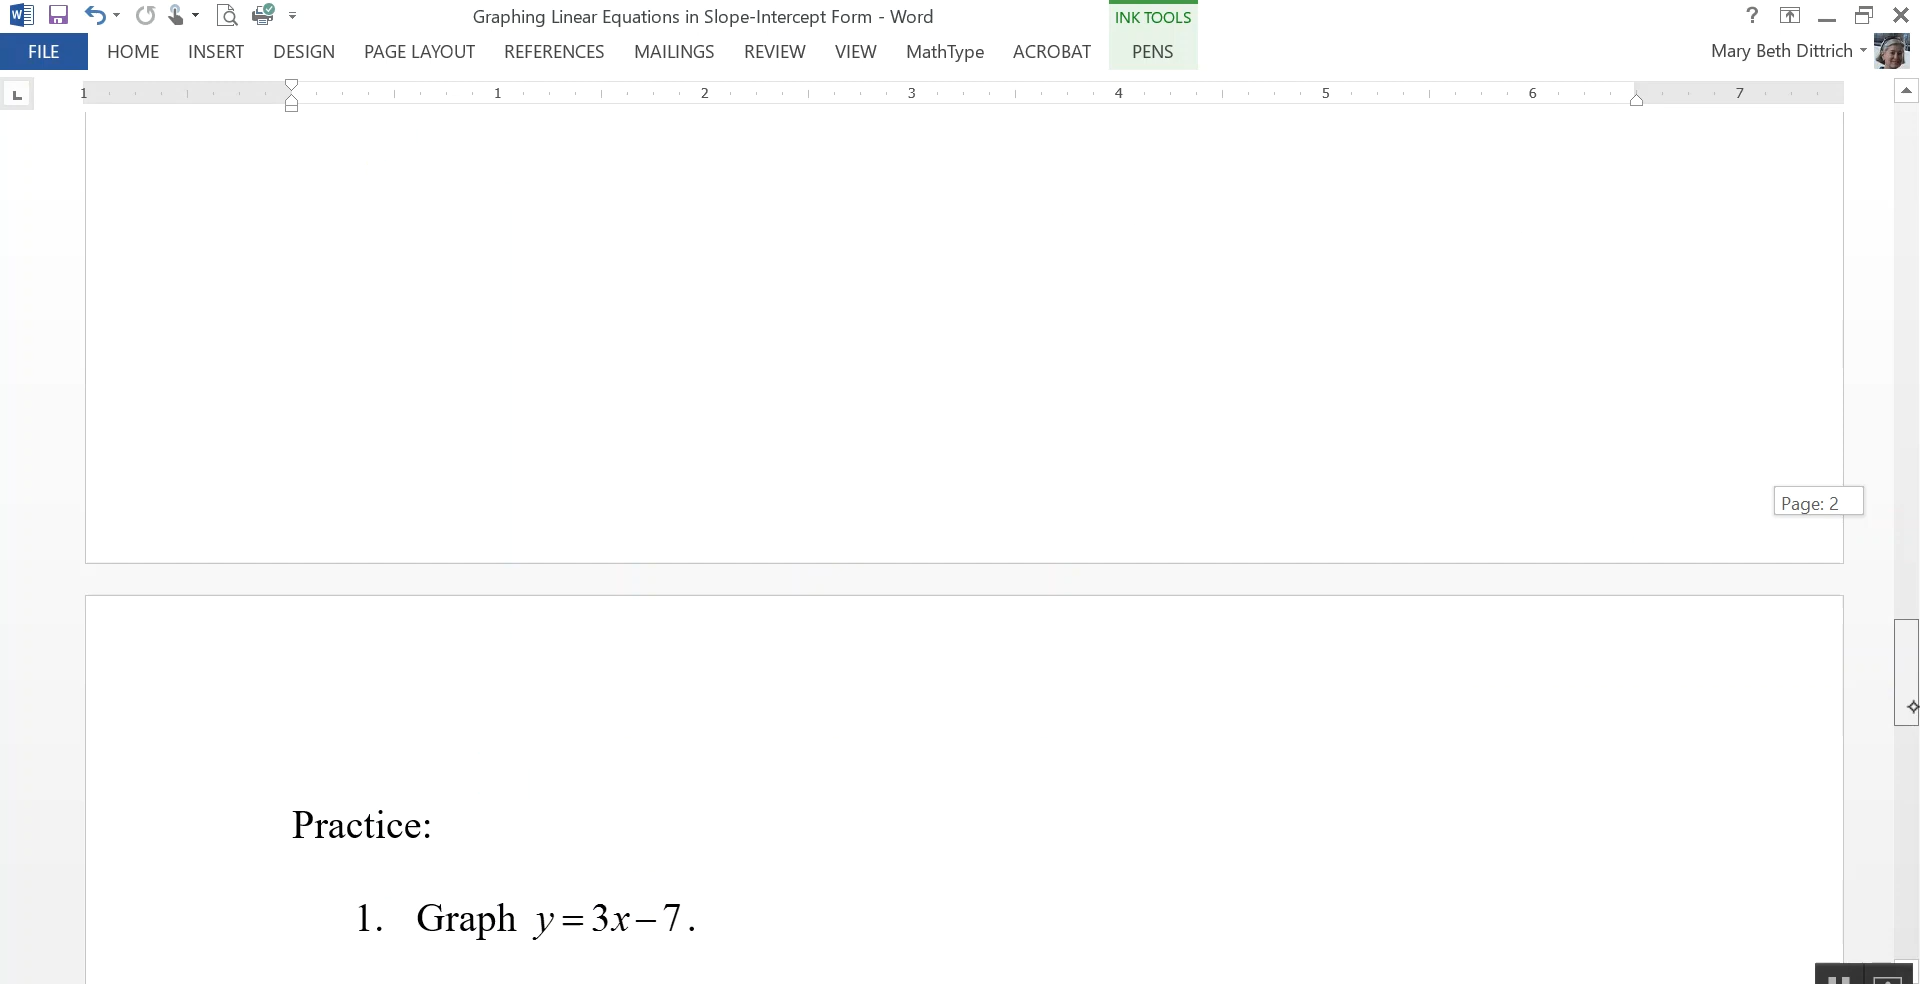 Graphing Linear Equations in Slope-Intercept Form - Word
INK TOOLS
?
FILE HOME INSERT DESIGN PAGE LAYOUT REFERENCES MAILINGS REVIEW VIEW MathType ACROBAT PENS
Mary Beth Dittrich
1 1 2 3 4 5 6 7
Page: 2
Practice:
1. Graph y = 3x – 7.